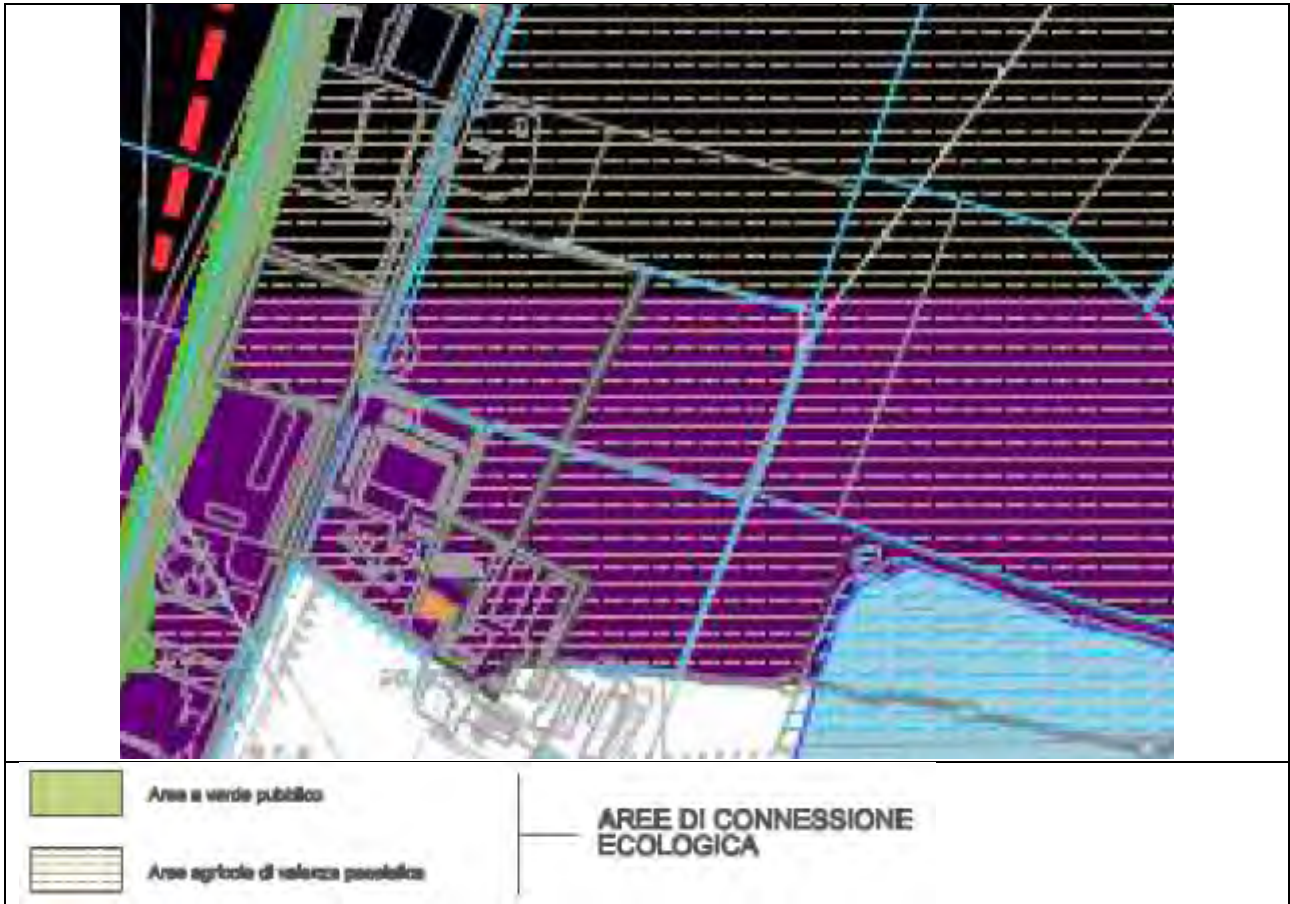 Aree a verde pubblico
AREE DI CONNESSIONE
ECOLOGICA
Aree agricole di valenza paesistica